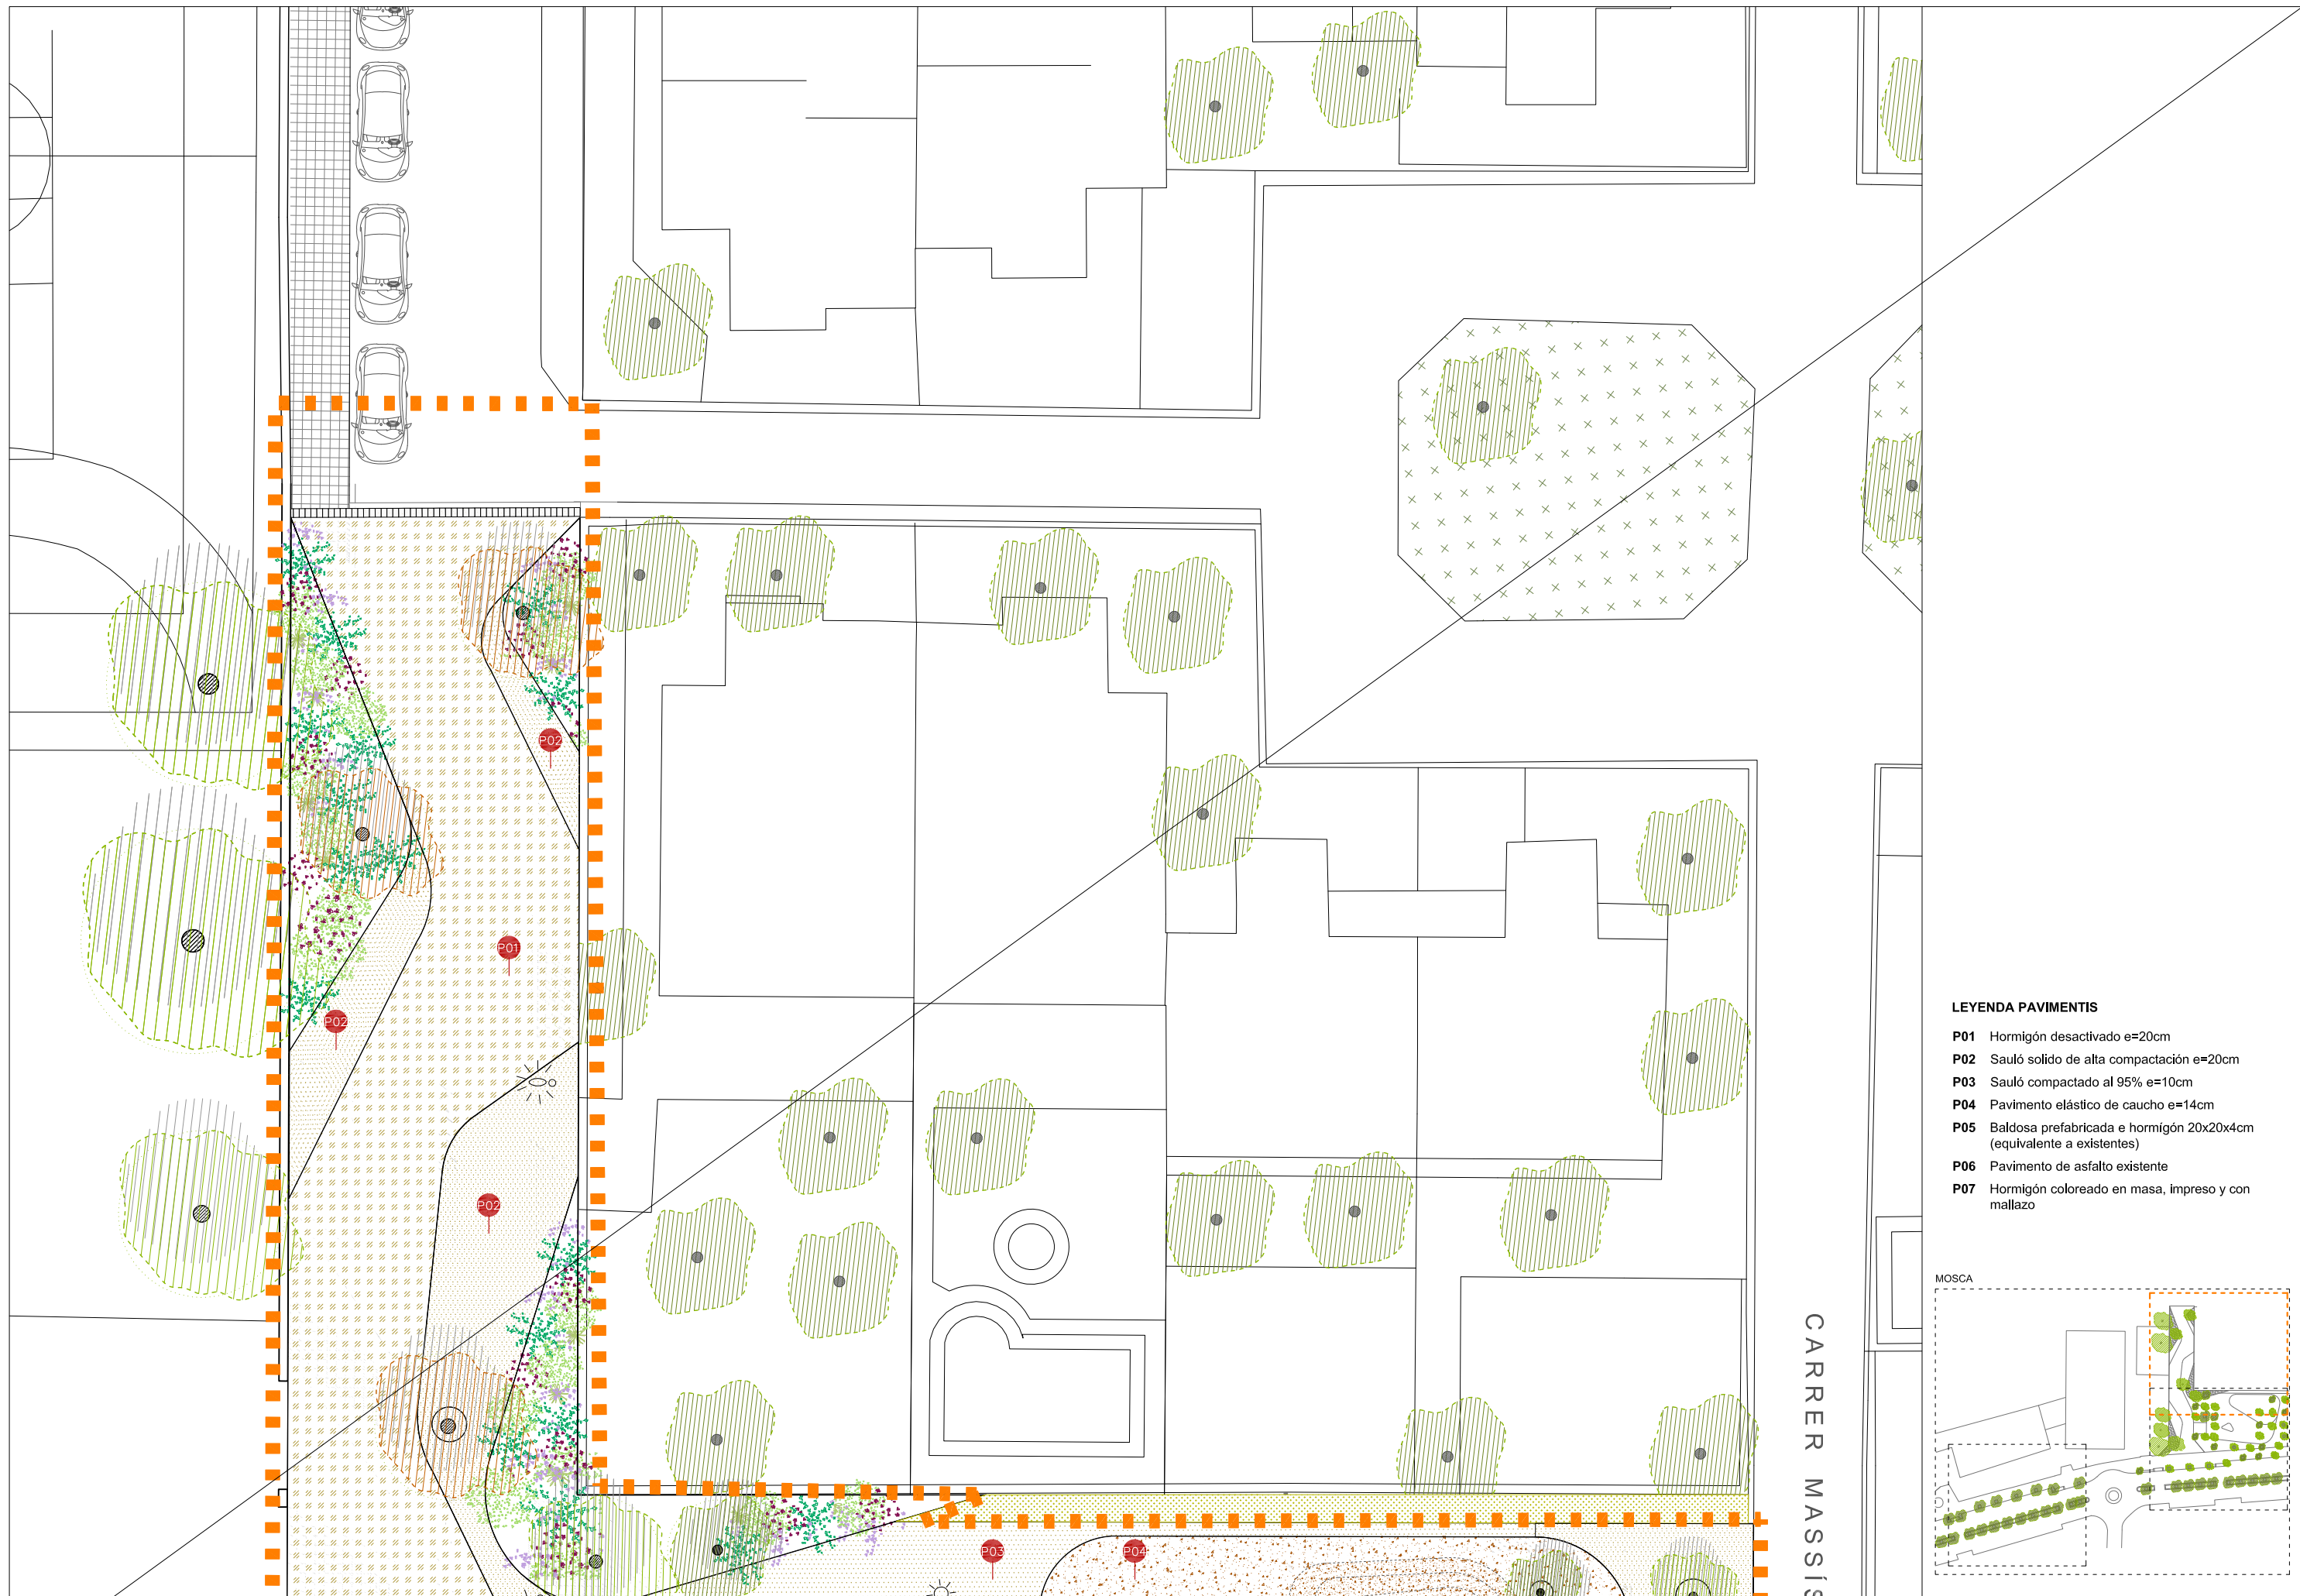 P02
P01
P02
P02
P03
P04
CARRER MASSÍS
LEYENDA PAVIMENTIS
P01 Hormigón desactivado e=20cm
P02 Sauló solido de alta compactación e=20cm
P03 Sauló compactado al 95% e=10cm
P04 Pavimento elástico de caucho e=14cm
P05 Baldosa prefabricada e hormígón 20x20x4cm
(equivalente a existentes)
P06 Pavimento de asfalto existente
P07 Hormigón coloreado en masa, impreso y con
mallazo
MOSCA